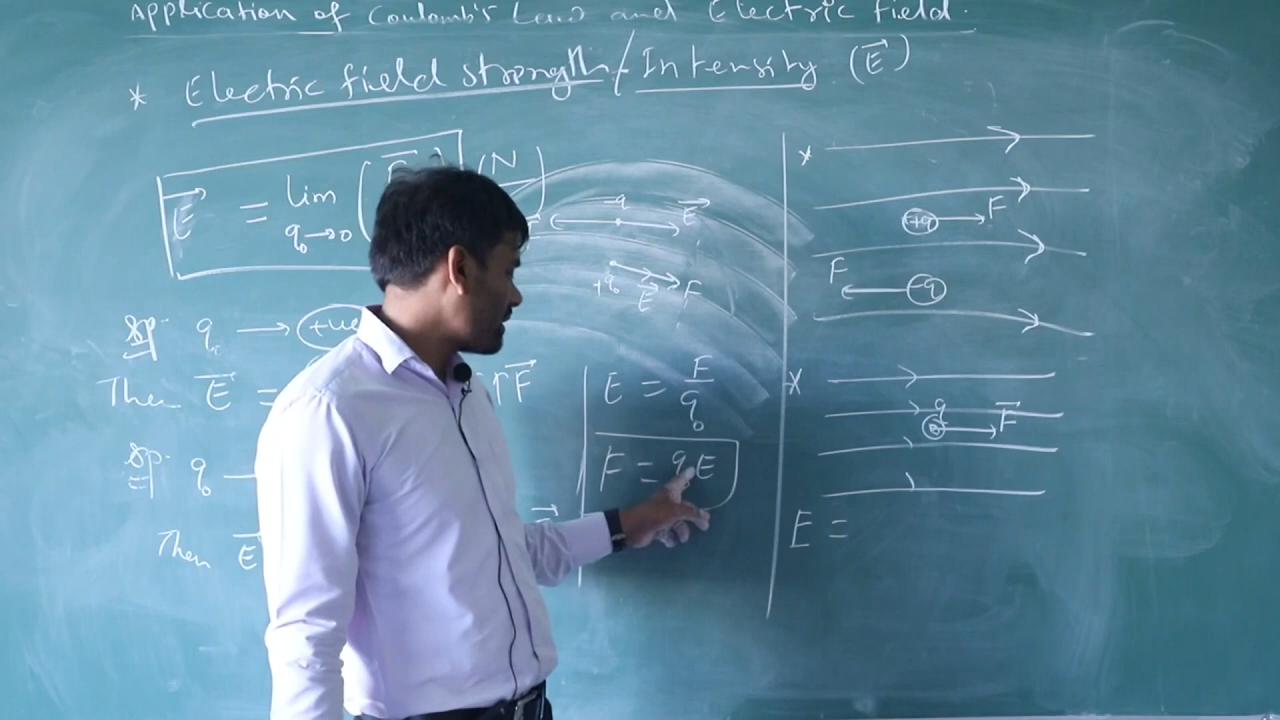 Application of Coulomb's Law and Electric field.
* Electric field strength / Intensity (E⃗)
E⃗ = lim q₀→0 ( F⃗ (N
-q E⃗
+q₀ E⃗ F
Sp. q₀ → +ve
Then E⃗ = ↑↑ F⃗
Sp. q₀ —
Then E⃗
E = F/q₀
F = q₀E
*
+q F
F -q
*
q F⃗
E =